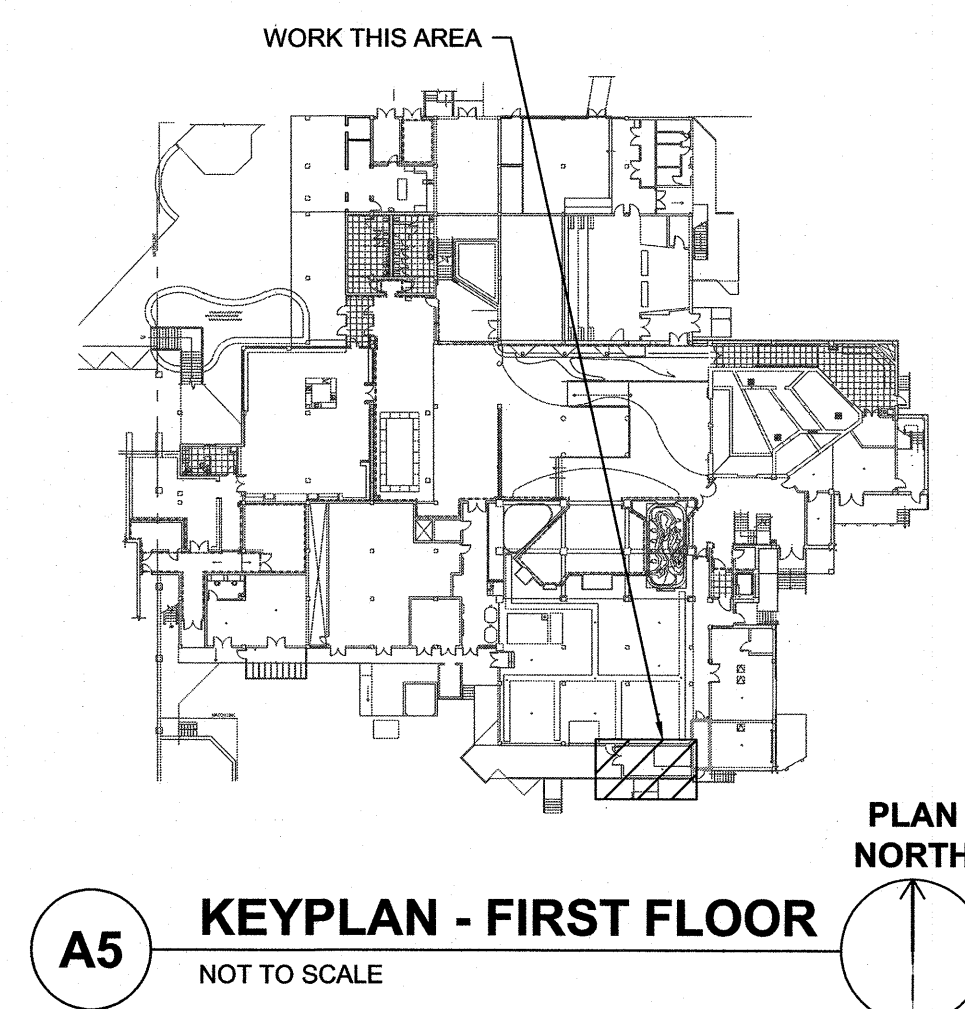 WORK THIS AREA
PLAN
NORTH
A5
KEYPLAN - FIRST FLOOR
NOT TO SCALE